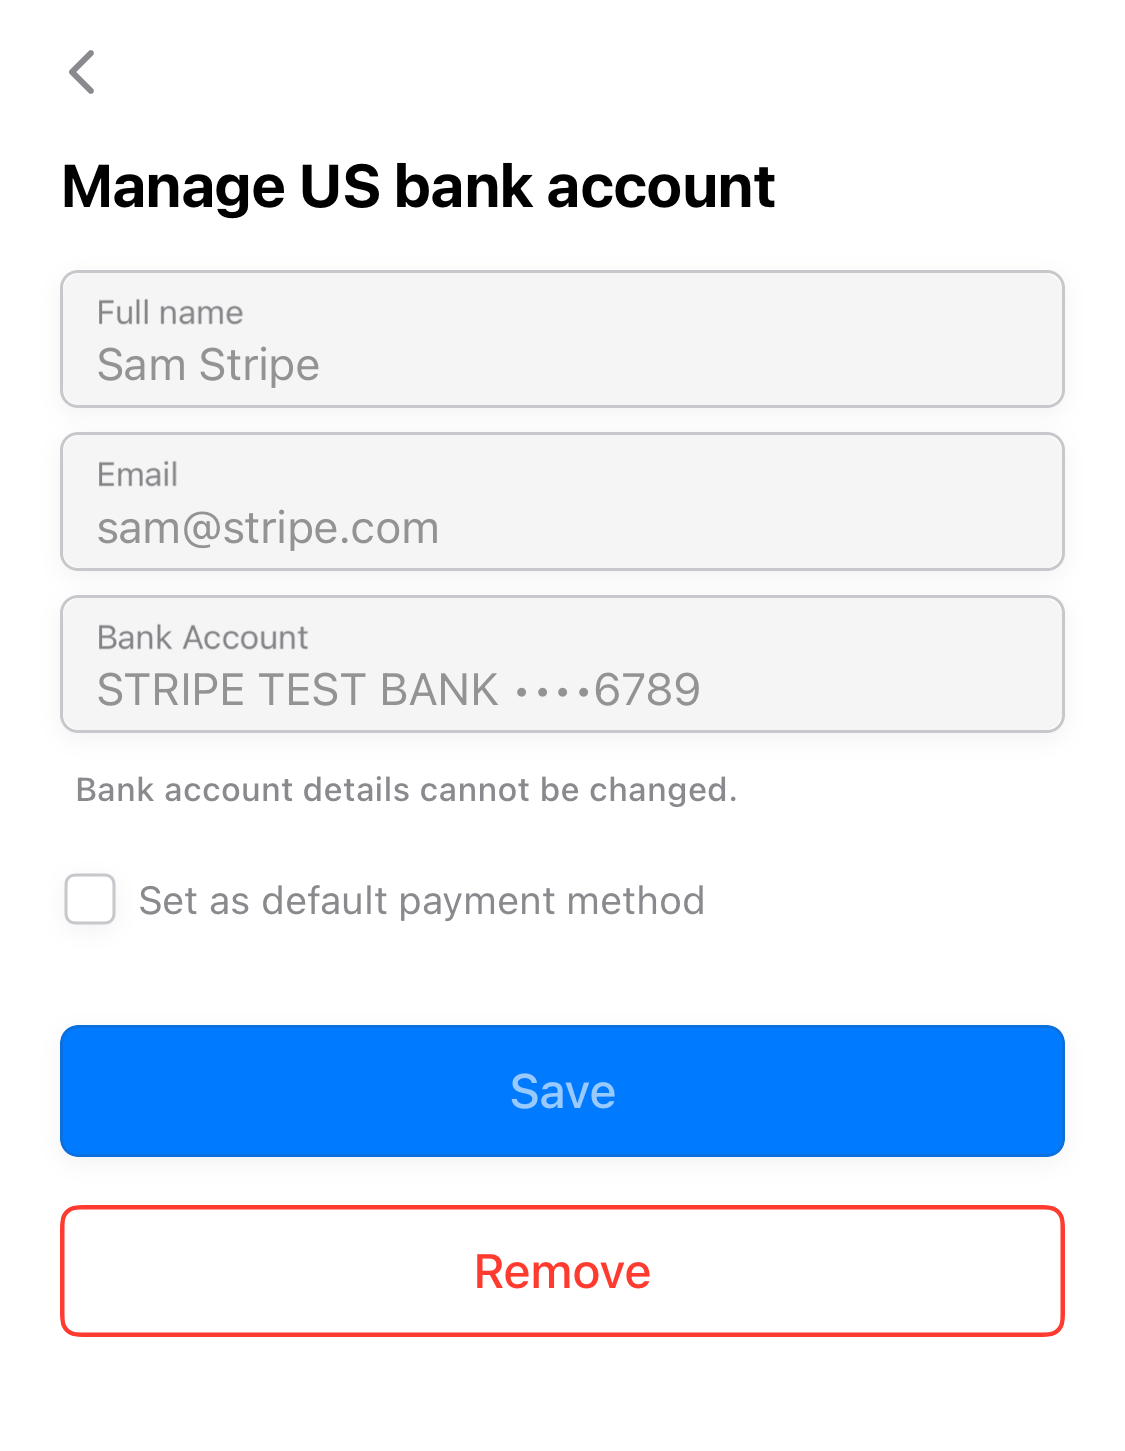 Manage US bank account
Full name
Sam Stripe
Email
sam@stripe.com
Bank Account
STRIPE TEST BANK ••••6789
Bank account details cannot be changed.
Set as default payment method
Save
Remove